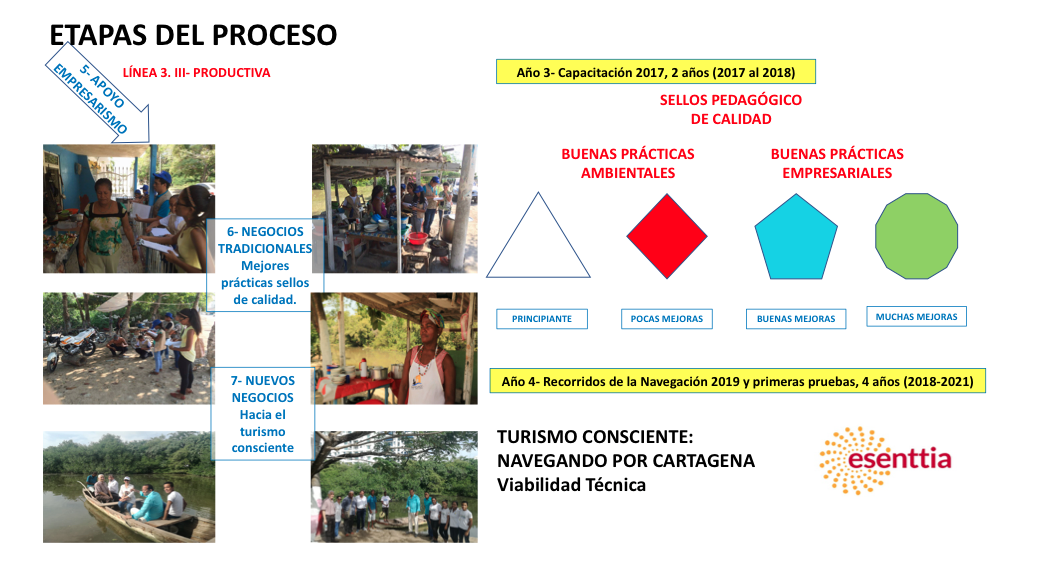 ETAPAS DEL PROCESO
LÍNEA 3. III- PRODUCTIVA
5- APOYO
EMPRESARISMO
6- NEGOCIOS
TRADICIONALES
Mejores
prácticas sellos
de calidad.
7- NUEVOS
NEGOCIOS
Hacia el
turismo
consciente
Año 3- Capacitación 2017, 2 años (2017 al 2018)
SELLOS PEDAGÓGICO
DE CALIDAD
BUENAS PRÁCTICAS
AMBIENTALES
BUENAS PRÁCTICAS
EMPRESARIALES
PRINCIPIANTE
POCAS MEJORAS
BUENAS MEJORAS
MUCHAS MEJORAS
Año 4- Recorridos de la Navegación 2019 y primeras pruebas, 4 años (2018-2021)
TURISMO CONSCIENTE:
NAVEGANDO POR CARTAGENA
Viabilidad Técnica
esenttia